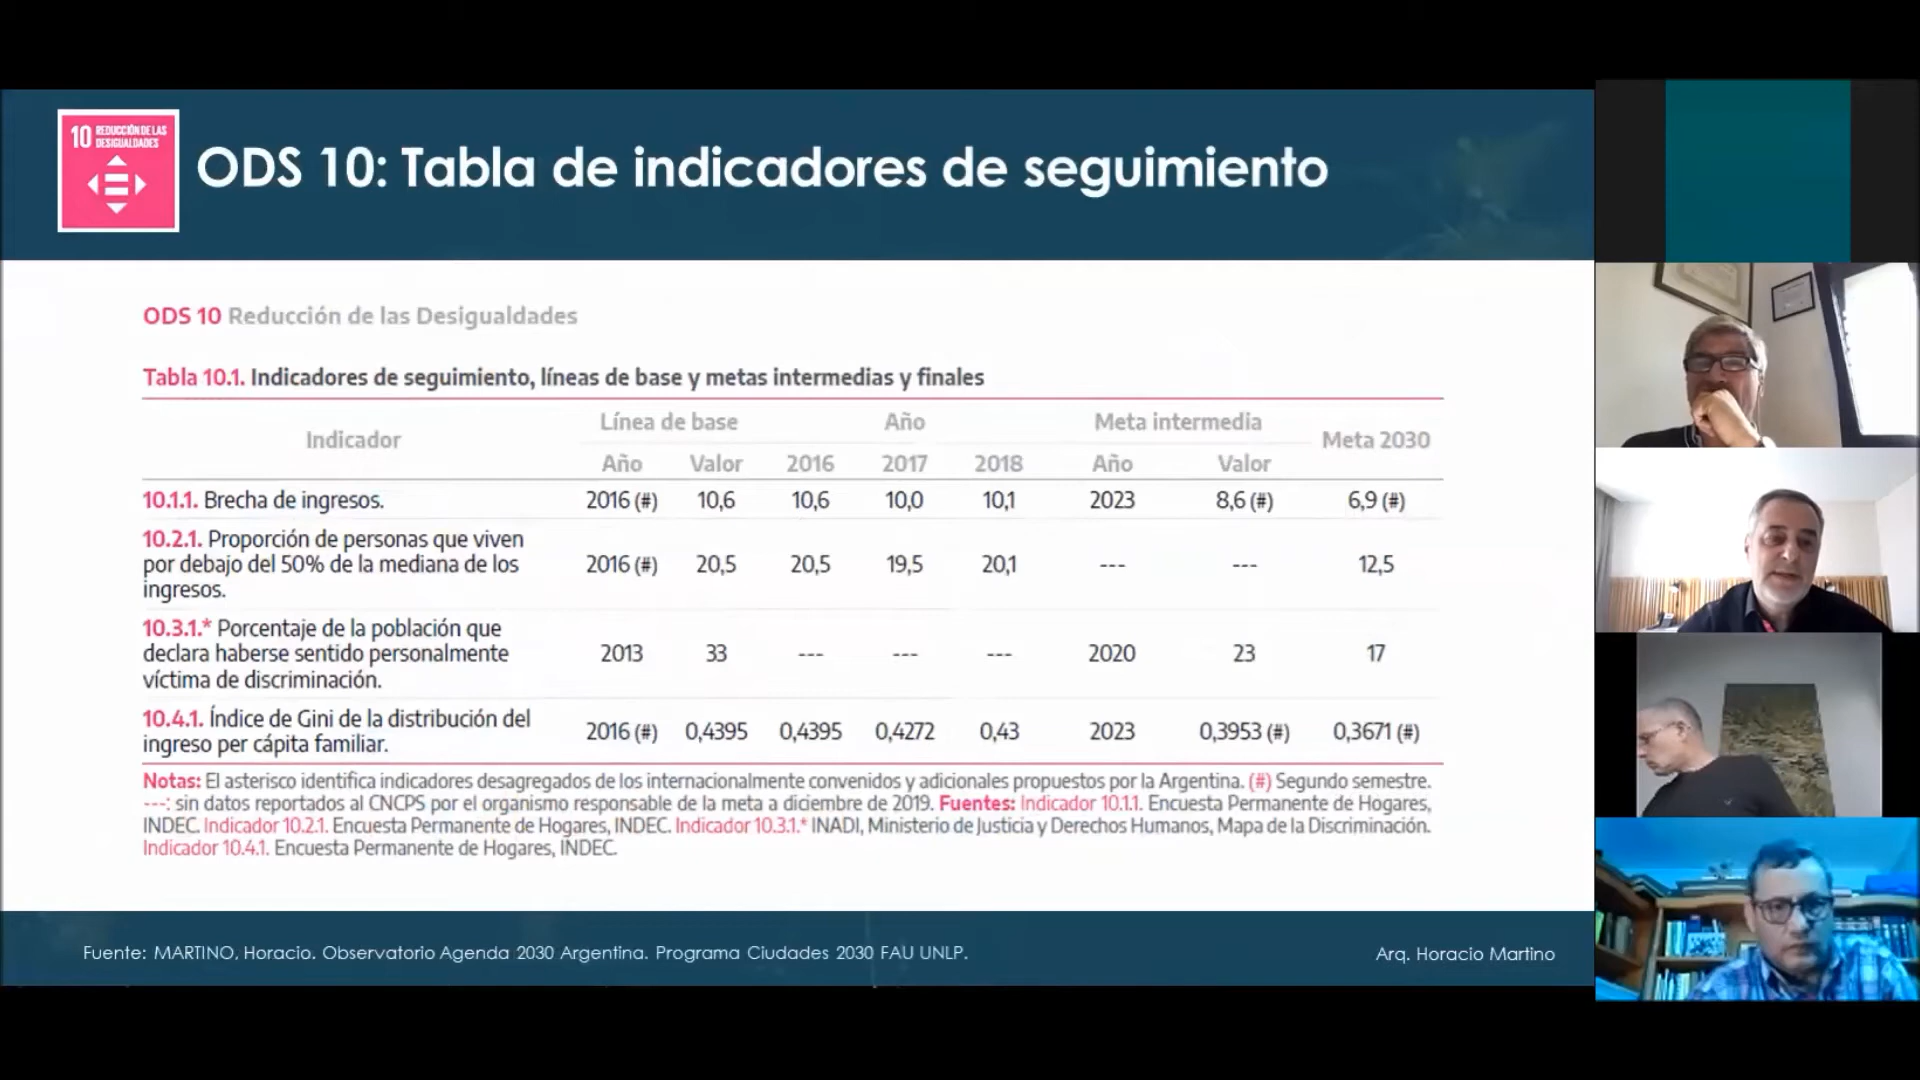 10 REDUCCIÓN DE LAS
DESIGUALDADES
ODS 10: Tabla de indicadores de seguimiento
ODS 10 Reducción de las Desigualdades
Tabla 10.1. Indicadores de seguimiento, líneas de base y metas intermedias y finales
Indicador Línea de base Año Meta intermedia Meta 2030
Año Valor 2016 2017 2018 Año Valor
10.1.1. Brecha de ingresos. 2016 (#) 10,6 10,6 10,0 10,1 2023 8,6 (#) 6,9 (#)
10.2.1. Proporción de personas que viven
por debajo del 50% de la mediana de los 2016 (#) 20,5 20,5 19,5 20,1 --- --- 12,5
ingresos.
10.3.1.* Porcentaje de la población que
declara haberse sentido personalmente 2013 33 --- --- --- 2020 23 17
víctima de discriminación.
10.4.1. Índice de Gini de la distribución del
ingreso per cápita familiar. 2016 (#) 0,4395 0,4395 0,4272 0,43 2023 0,3953 (#) 0,3671 (#)
Notas: El asterisco identifica indicadores desagregados de los internacionalmente convenidos y adicionales propuestos por la Argentina. (#) Segundo semestre.
---: sin datos reportados al CNCPS por el organismo responsable de la meta a diciembre de 2019. Fuentes: Indicador 10.1.1. Encuesta Permanente de Hogares,
INDEC. Indicador 10.2.1. Encuesta Permanente de Hogares, INDEC. Indicador 10.3.1.* INADI, Ministerio de Justicia y Derechos Humanos, Mapa de la Discriminación.
Indicador 10.4.1. Encuesta Permanente de Hogares, INDEC.
Fuente: MARTINO, Horacio. Observatorio Agenda 2030 Argentina. Programa Ciudades 2030 FAU UNLP.
Arq. Horacio Martino